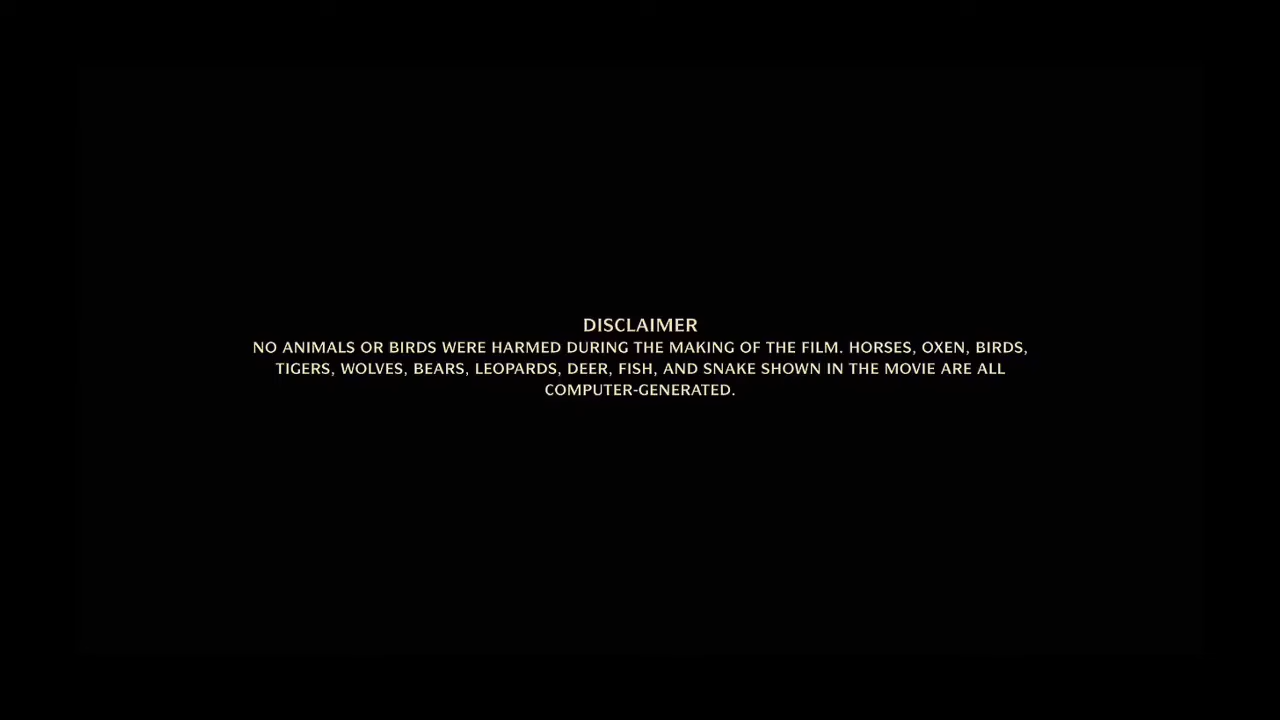 DISCLAIMER
NO ANIMALS OR BIRDS WERE HARMED DURING THE MAKING OF THE FILM. HORSES, OXEN, BIRDS,
TIGERS, WOLVES, BEARS, LEOPARDS, DEER, FISH, AND SNAKE SHOWN IN THE MOVIE ARE ALL
COMPUTER-GENERATED.